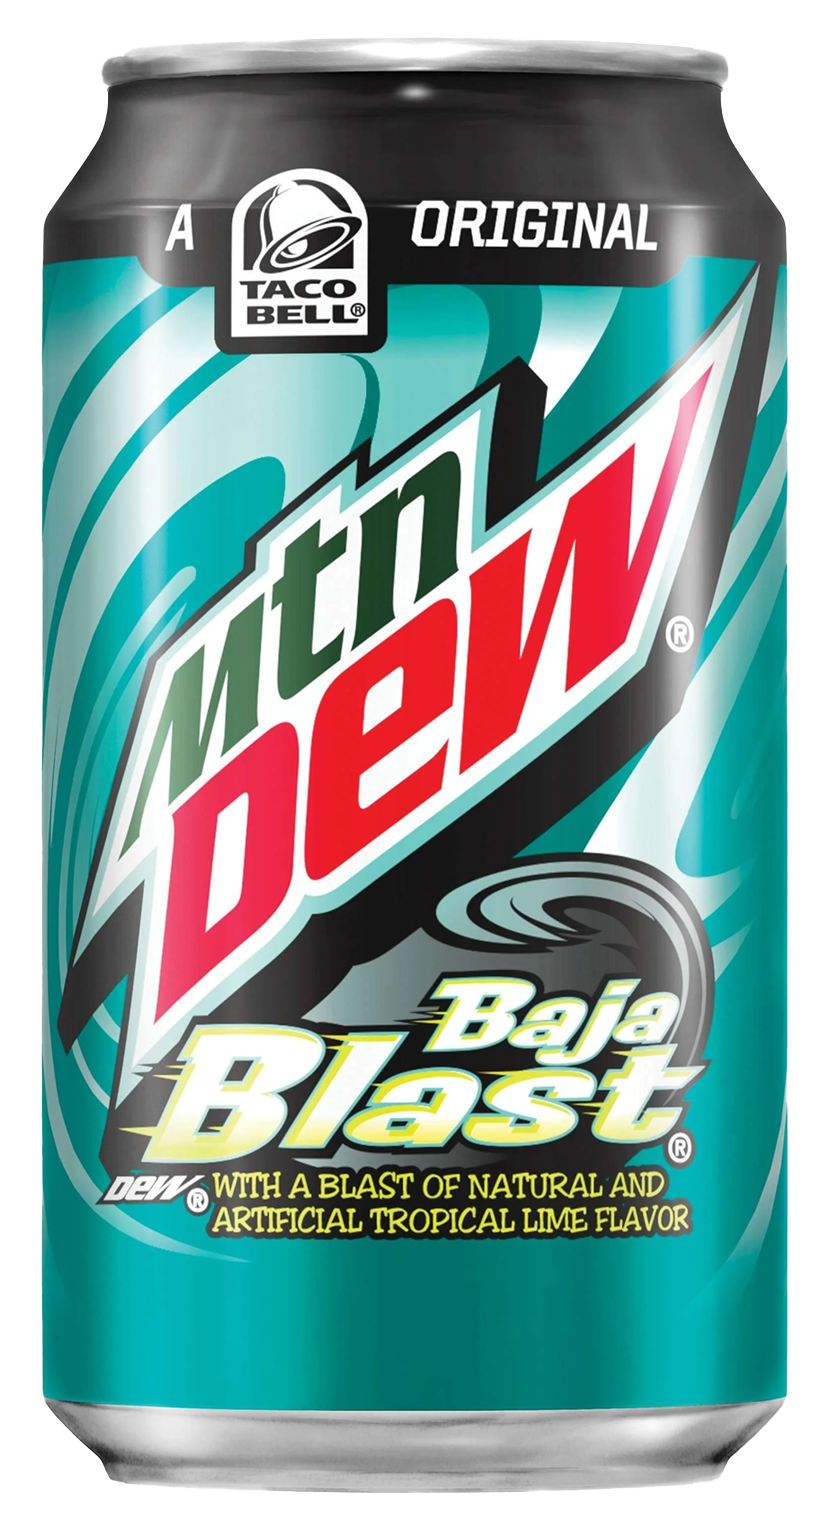 A TACO BELL® ORIGINAL
Mtn
Dew®
Baja
Blast®
Dew® WITH A BLAST OF NATURAL AND
ARTIFICIAL TROPICAL LIME FLAVOR